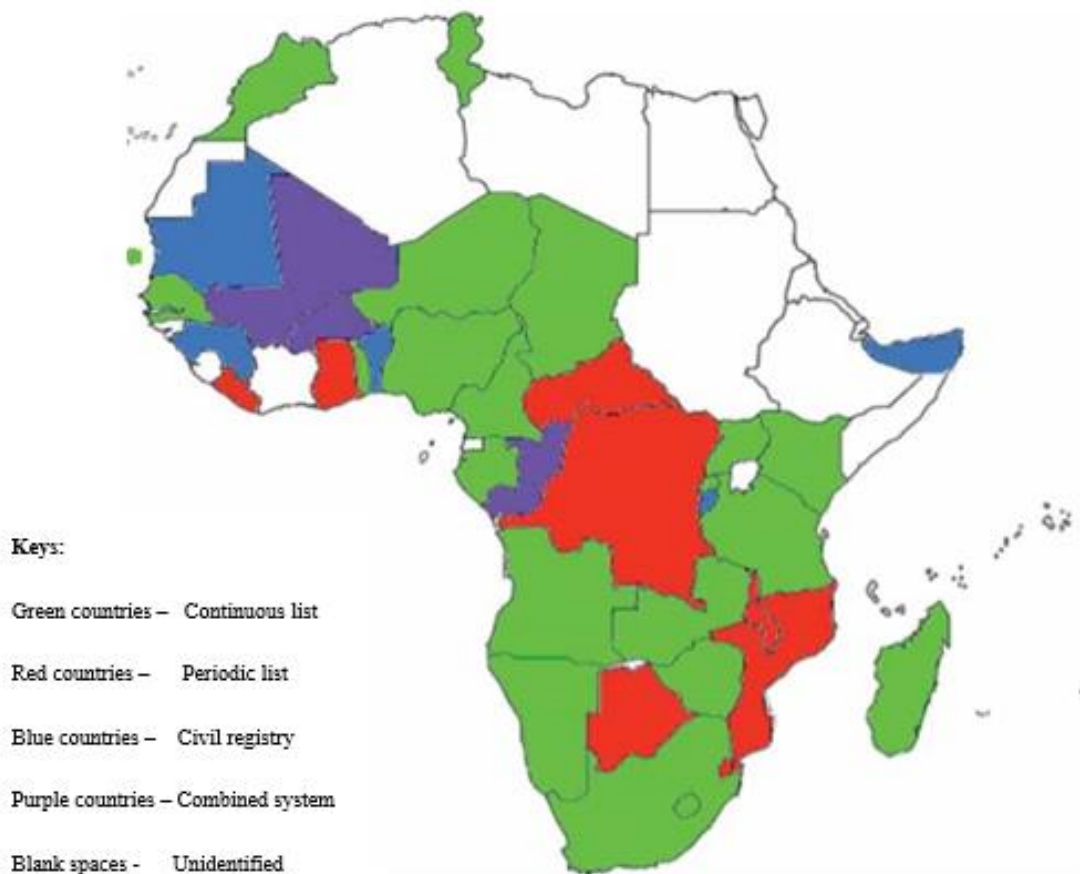 Keys:
Green countries – Continuous list
Red countries – Periodic list
Blue countries – Civil registry
Purple countries – Combined system
Blank spaces - Unidentified